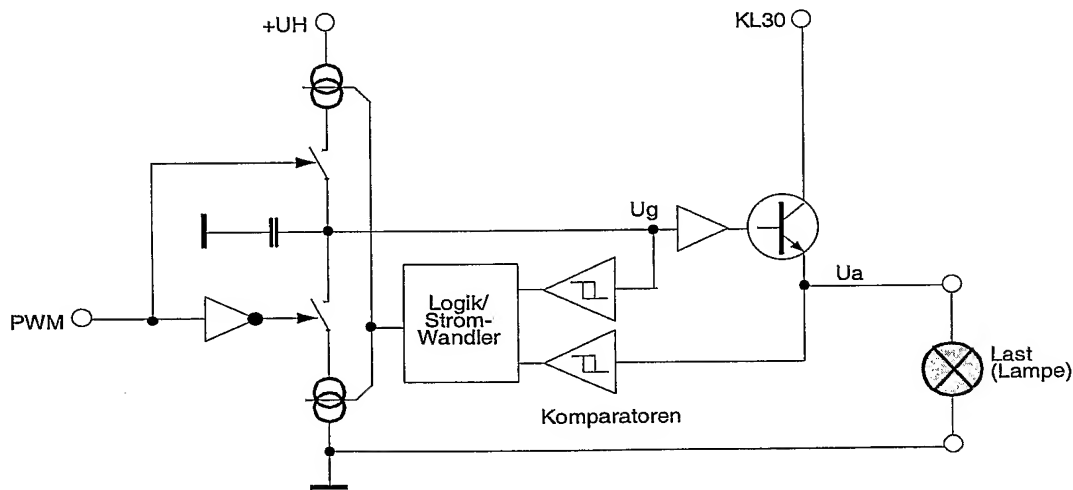 +UH
KL30
Ug
Ua
Logik/
Strom-
Wandler
PWM
Last
(Lampe)
Komparatoren